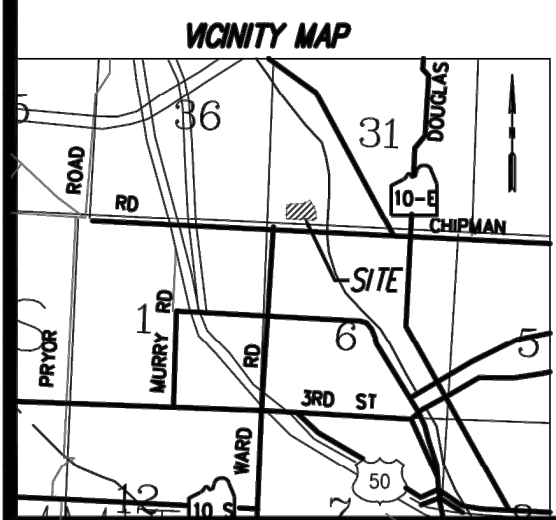 VICINITY MAP
36
31
DOUGLAS
ROAD
RD
10-E
CHIPMAN
SITE
1
MURRY RD
6
5
PRYOR
RD
3RD ST
WARD
50
12
10
7